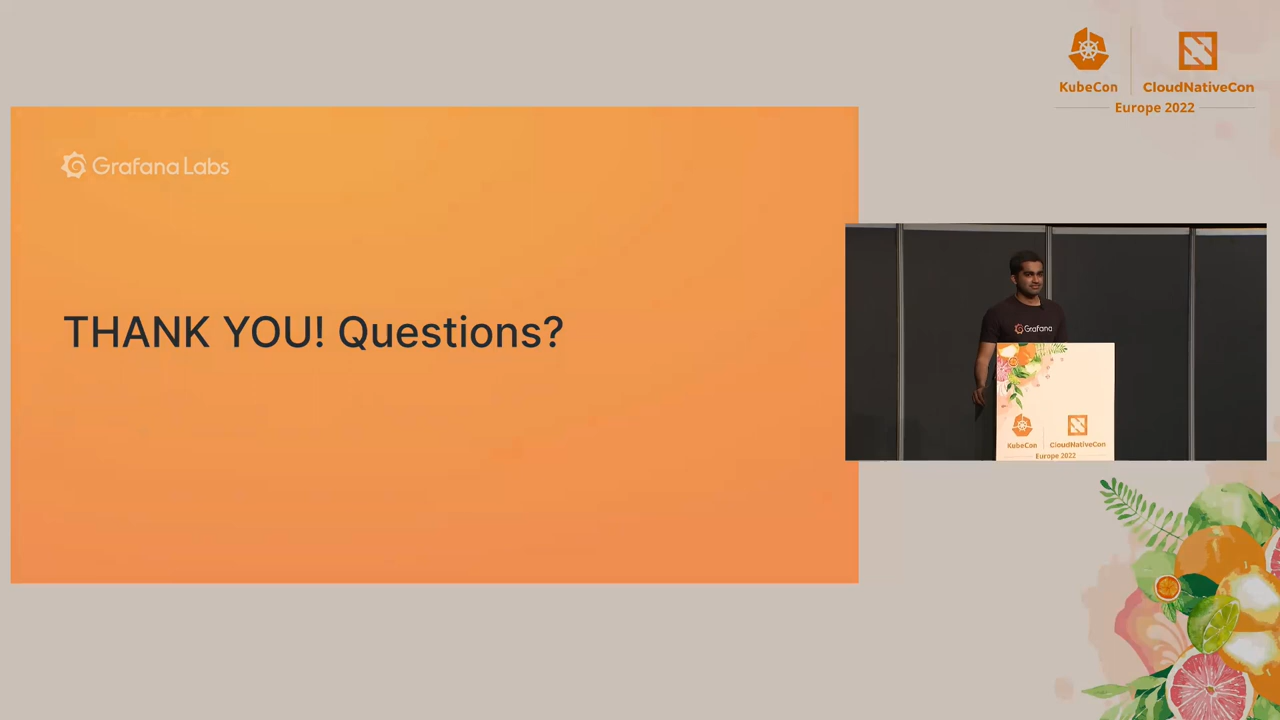 KubeCon
CloudNativeCon
Europe 2022
Grafana Labs
THANK YOU! Questions?
Grafana
KubeCon
CloudNativeCon
Europe 2022